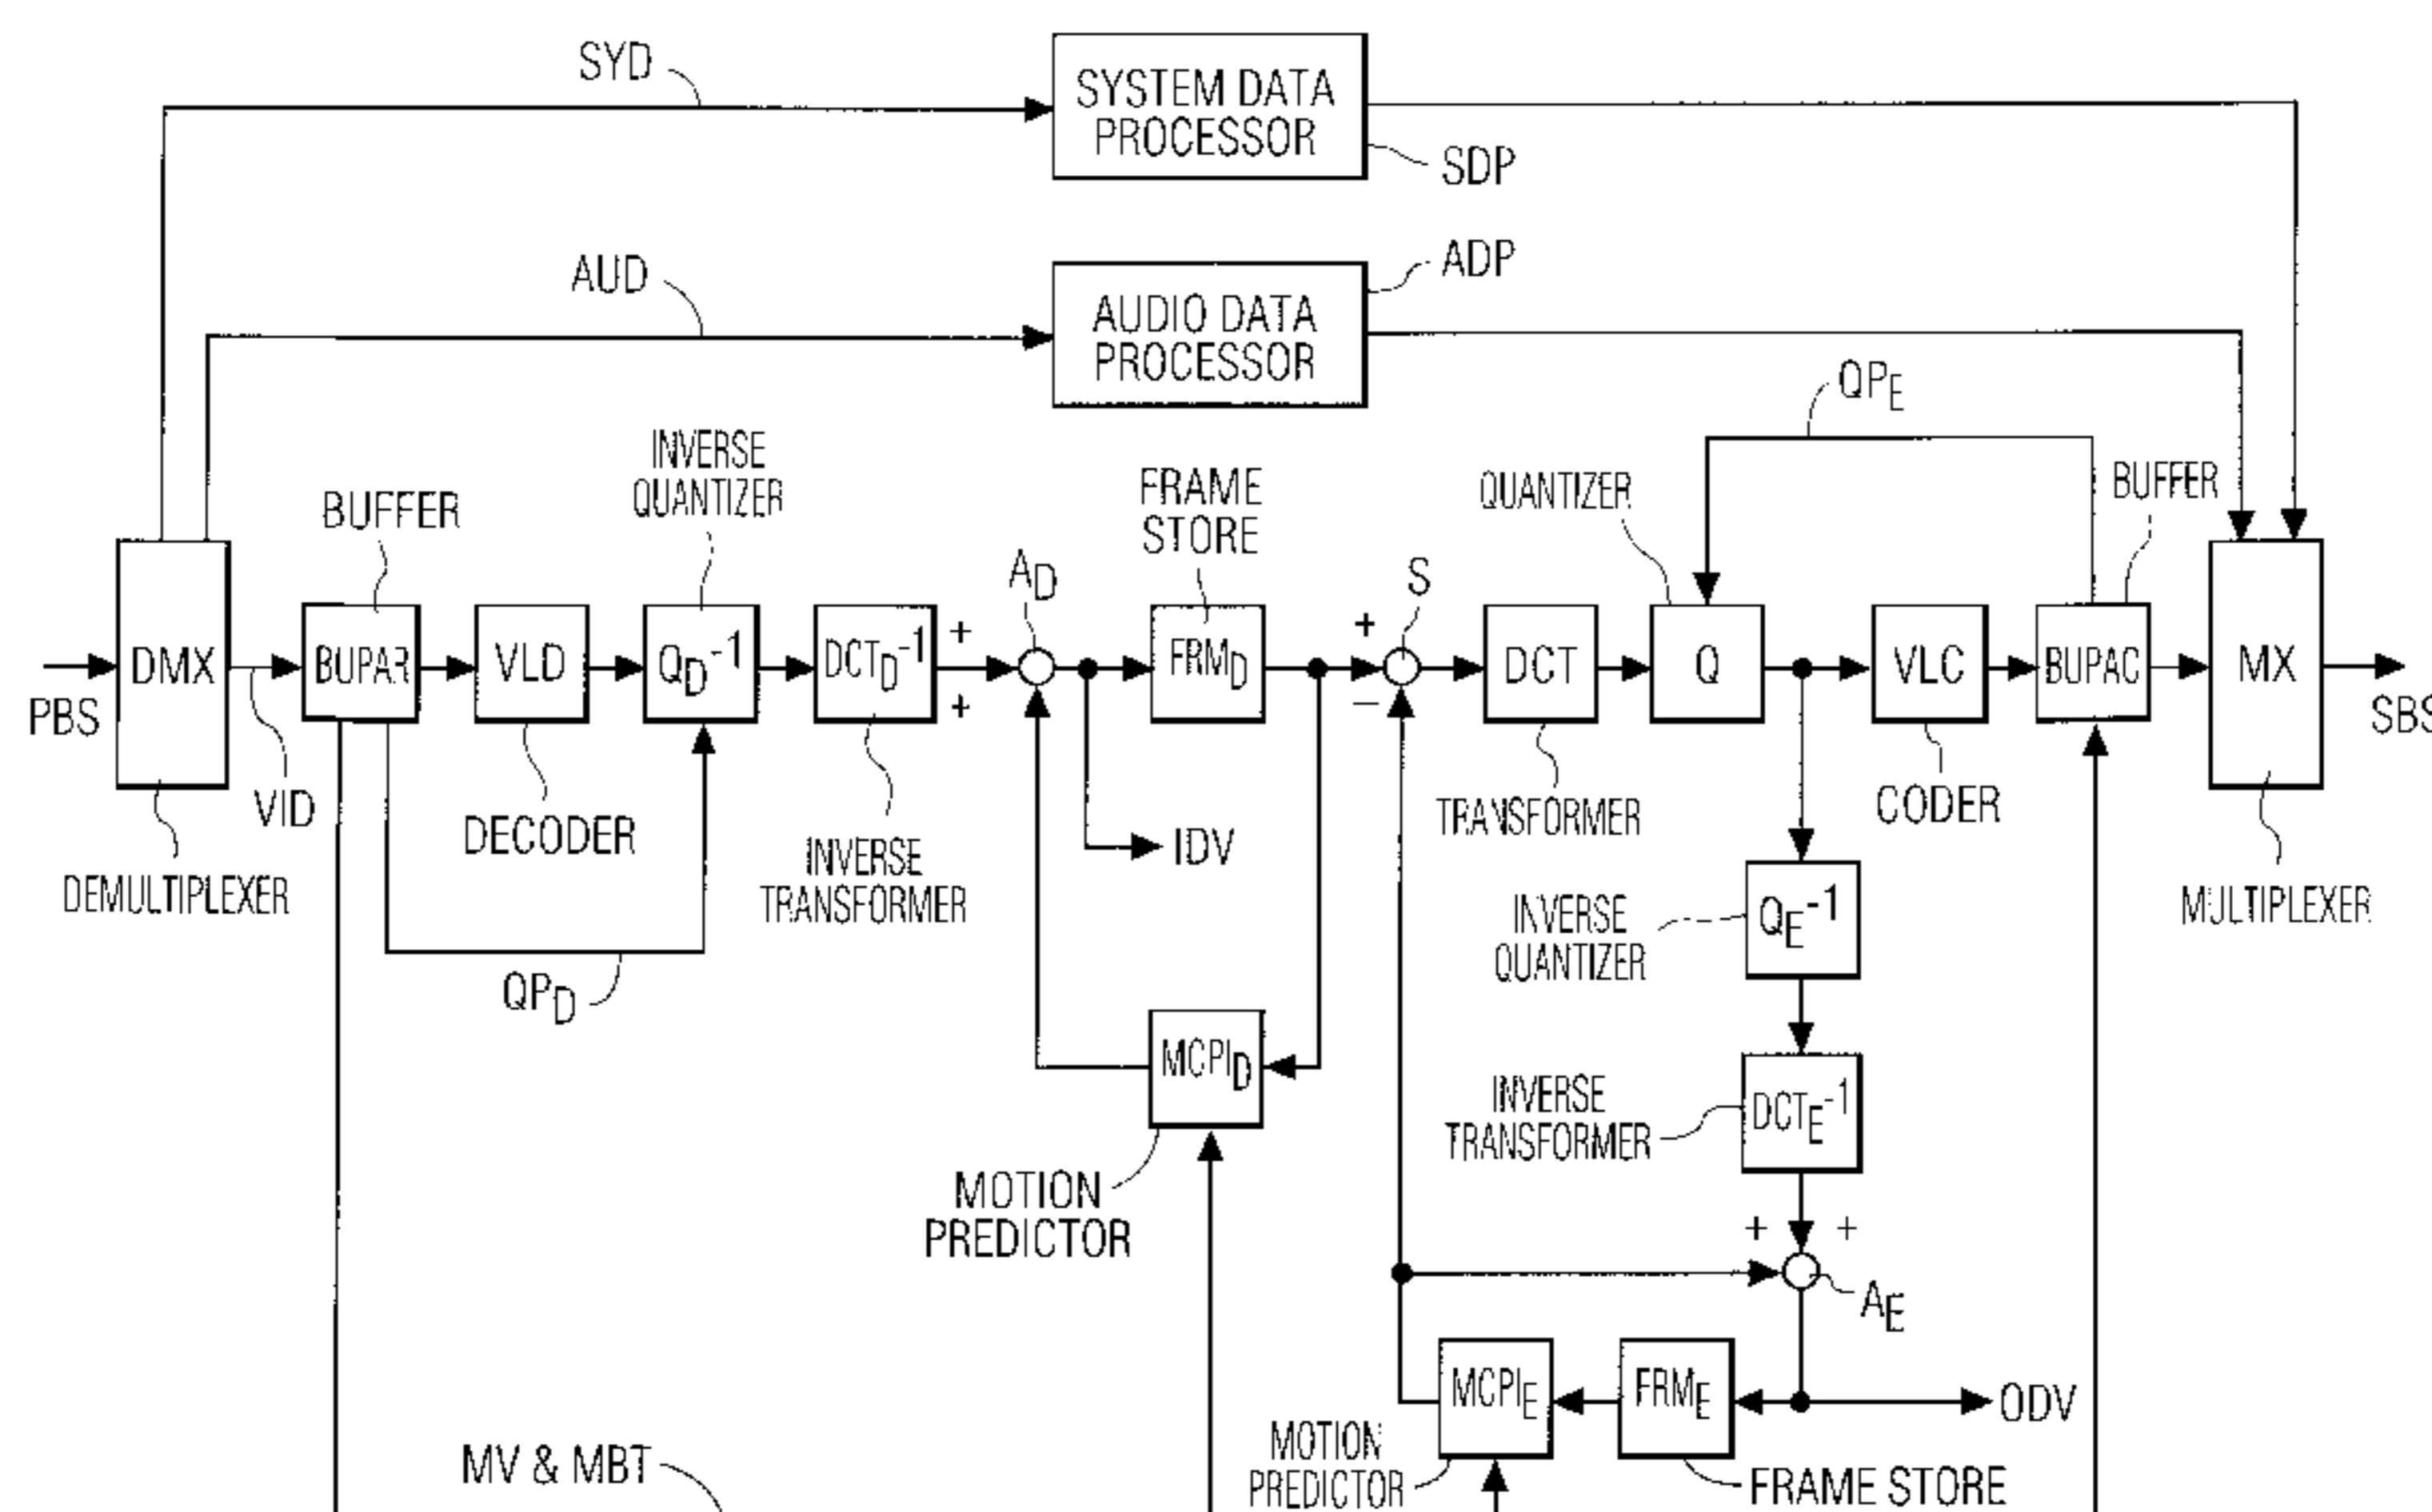 SYD
SYSTEM DATA
PROCESSOR
SDP
AUD
AUDIO DATA
PROCESSOR
ADP
QPE
INVERSE
QUANTIZER
BUFFER
FRAME
STORE
QUANTIZER
BUFFER
AD
S
PBS
DMX
VID
BUPAR
VLD
QD-1
DCTD-1
+
+
FRMD
+
−
DCT
Q
VLC
BUPAC
MX
SBS
DEMULTIPLEXER
DECODER
INVERSE
TRANSFORMER
IDV
TRANSFORMER
CODER
MULTIPLEXER
QPD
INVERSE
QUANTIZER
QE-1
MCPID
MOTION
PREDICTOR
INVERSE
TRANSFORMER
DCTE-1
+ +
AE
MCPIE
FRME
ODV
MV & MBT
MOTION
PREDICTOR
FRAME STORE